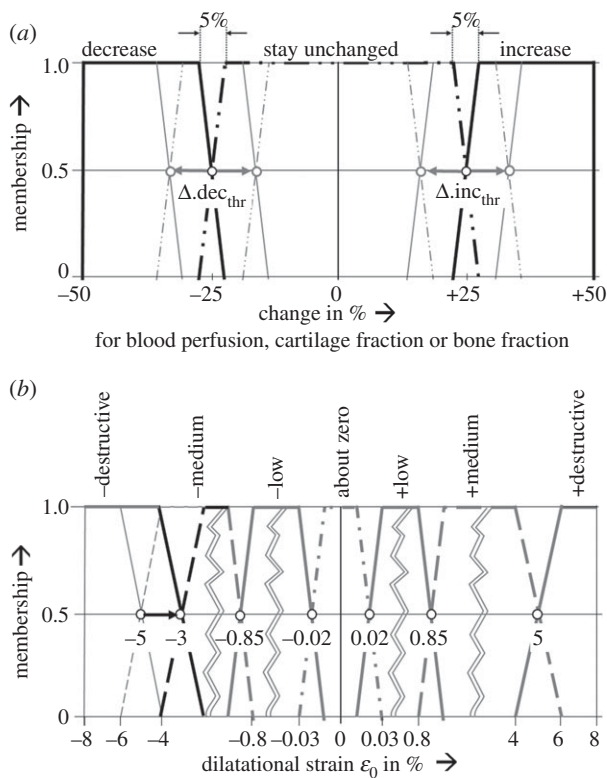 (a)
5% 5%
decrease stay unchanged increase
1.0
0.5
0
membership →
Δ.dec_thr Δ.inc_thr
−50 −25 0 +25 +50
change in % →
for blood perfusion, cartilage fraction or bone fraction
(b)
−destructive
−medium
−low
about zero
+low
+medium
+destructive
1.0
0.5
0
membership →
−5 −3 −0.85 −0.02 0.02 0.85 5
−8 −6 −4 −0.8 −0.03 0 0.03 0.8 4 6 8
dilatational strain ε₀ in % →